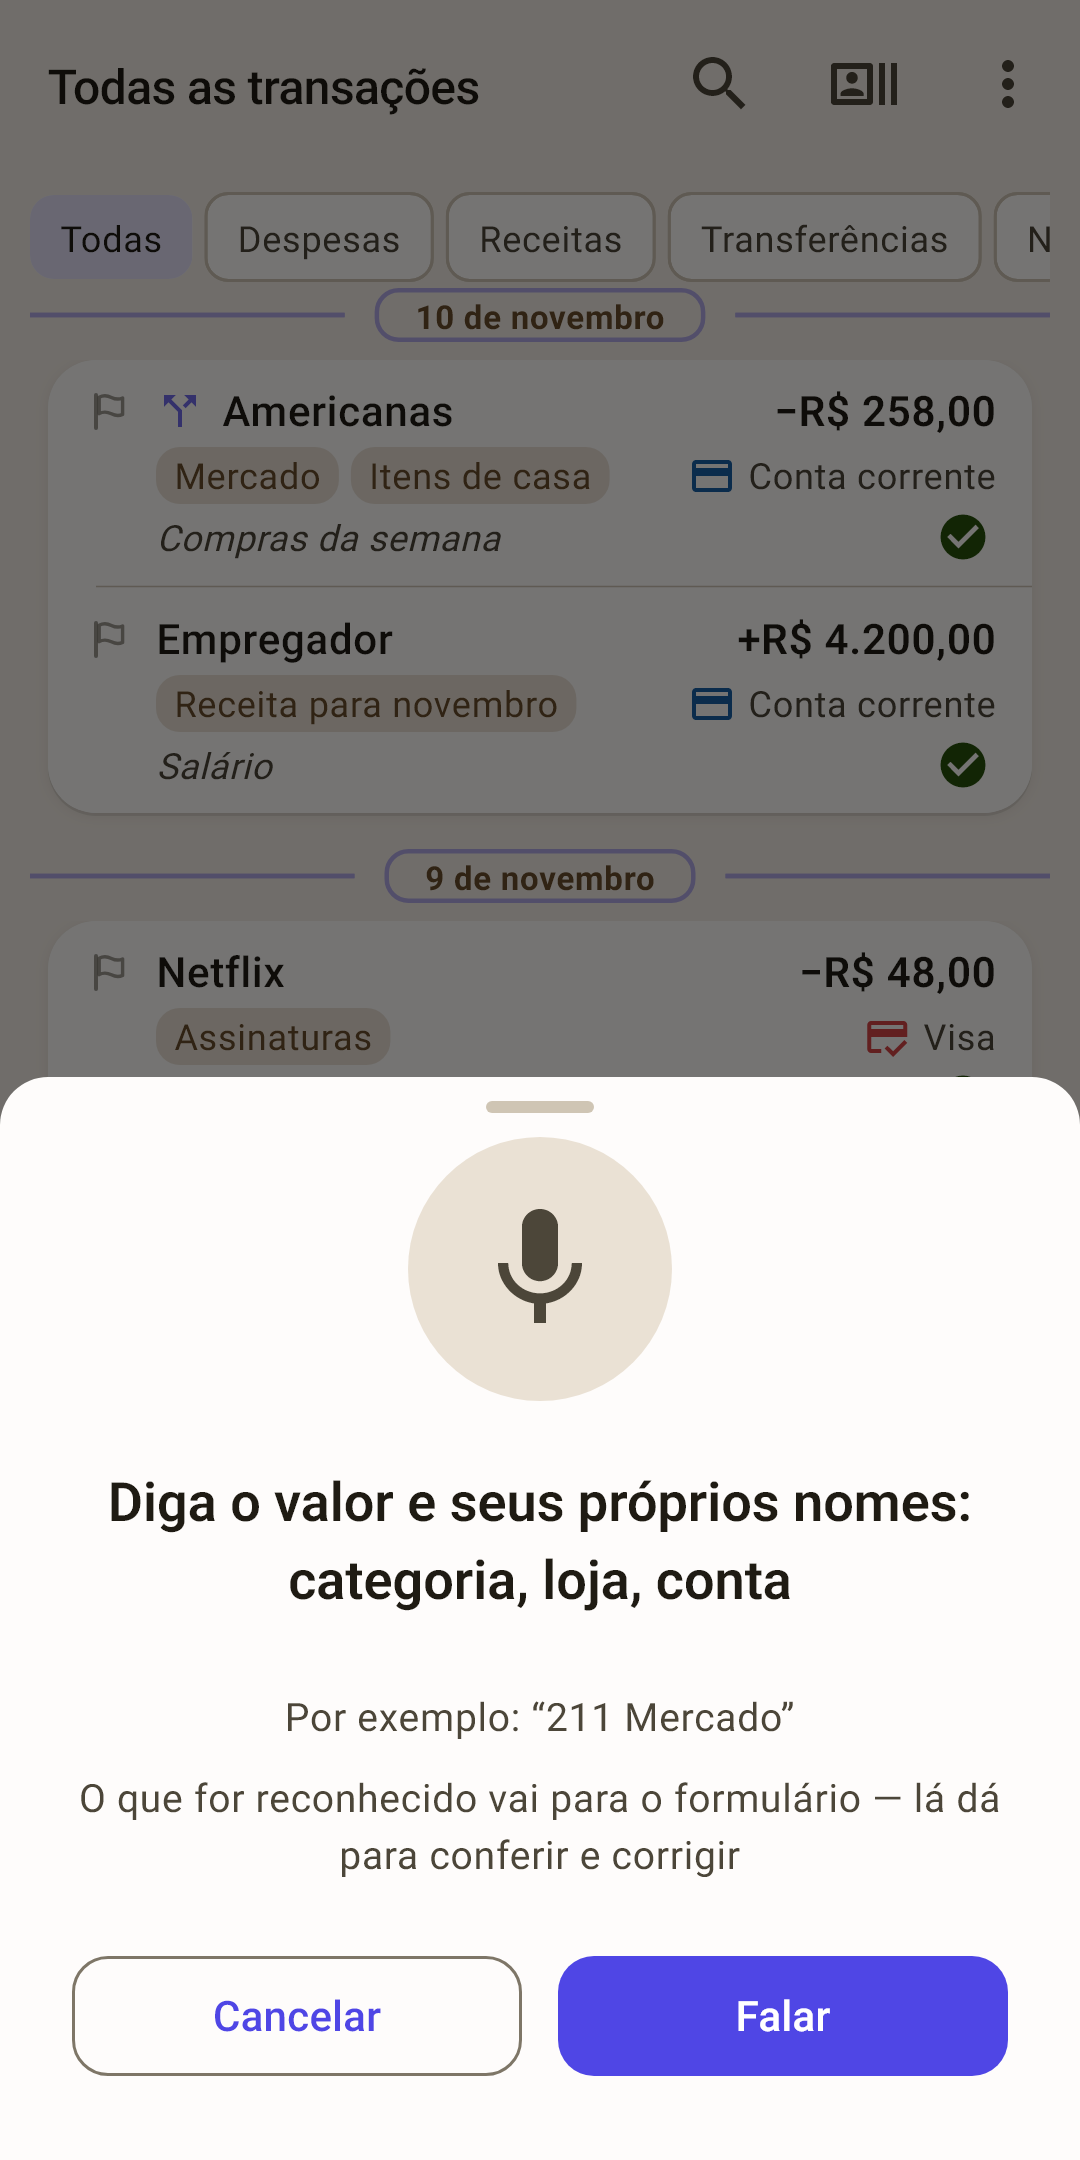 Todas as transações
Todas
Despesas
Receitas
Transferências
N
10 de novembro
Americanas
−R$ 258,00
Mercado
Itens de casa
Conta corrente
Compras da semana
Empregador
+R$ 4.200,00
Receita para novembro
Conta corrente
Salário
9 de novembro
Netflix
−R$ 48,00
Assinaturas
Visa
Diga o valor e seus próprios nomes:
categoria, loja, conta
Por exemplo: “211 Mercado”
O que for reconhecido vai para o formulário — lá dá
para conferir e corrigir
Cancelar
Falar